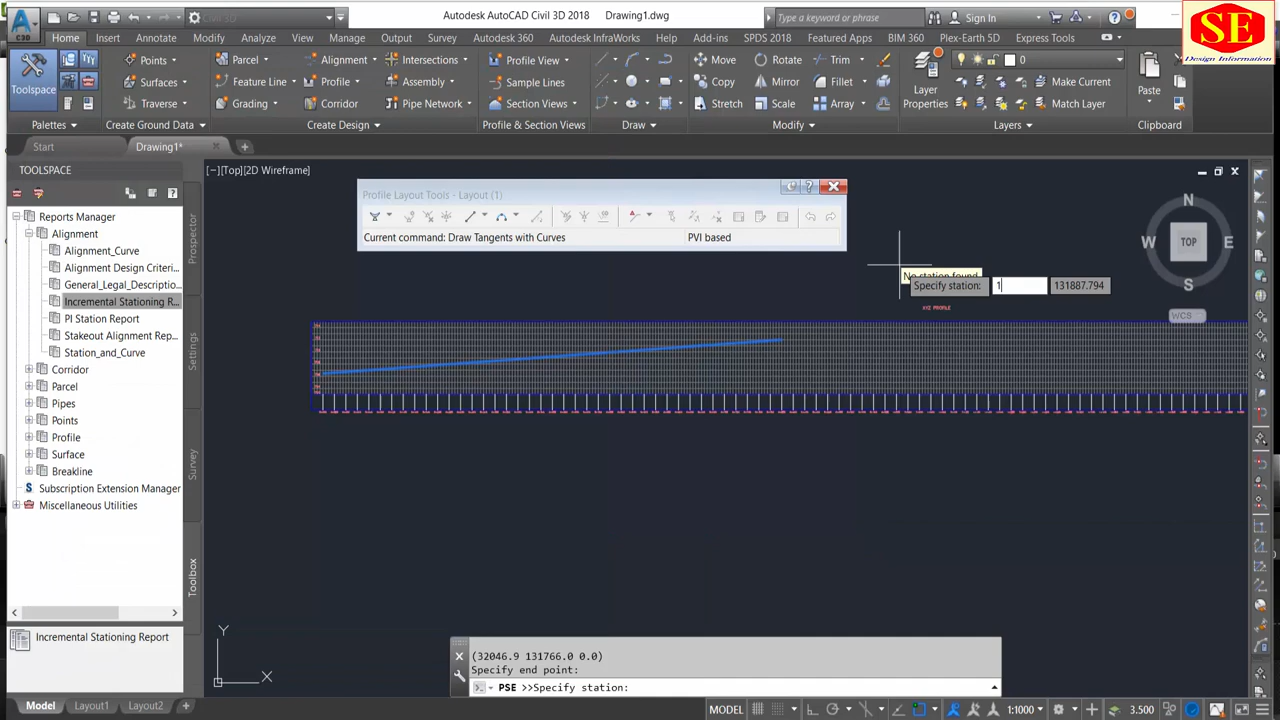 Civil 3D
Autodesk AutoCAD Civil 3D 2018 Drawing1.dwg
Type a keyword or phrase
Sign In
SE
Design Information
C3D
Home Insert Annotate Modify Analyze View Manage Output Survey Autodesk 360 Autodesk InfraWorks Help Add-ins SPDS 2018 Featured Apps BIM 360 Plex-Earth 5D Express Tools
Toolspace
Points
Surfaces
Traverse
Parcel
Feature Line
Grading
Alignment
Profile
Corridor
Intersections
Assembly
Pipe Network
Profile View
Sample Lines
Section Views
Move
Copy
Stretch
Rotate
Mirror
Scale
Trim
Fillet
Array
Layer
Properties
0
Make Current
Match Layer
Paste
Palettes Create Ground Data Create Design Profile & Section Views Draw Modify Layers Clipboard
Start Drawing1*
TOOLSPACE
Reports Manager
Alignment
Alignment_Curve
Alignment Design Criteri...
General_Legal_Descriptio...
Incremental Stationing R...
PI Station Report
Stakeout Alignment Rep...
Station_and_Curve
Corridor
Parcel
Pipes
Points
Profile
Surface
Breakline
Subscription Extension Manager
Miscellaneous Utilities
Prospector
Settings
Survey
Toolbox
Incremental Stationing Report
[−][Top][2D Wireframe]
Profile Layout Tools - Layout (1)
Current command: Draw Tangents with Curves PVI based
N
W TOP E
S
WCS
No station found
Specify station: 1 131887.794
XYZ PROFILE
Y
X
(32046.9 131766.0 0.0)
Specify end point:
PSE >>Specify station:
Model Layout1 Layout2 +
MODEL 1:1000 3.500